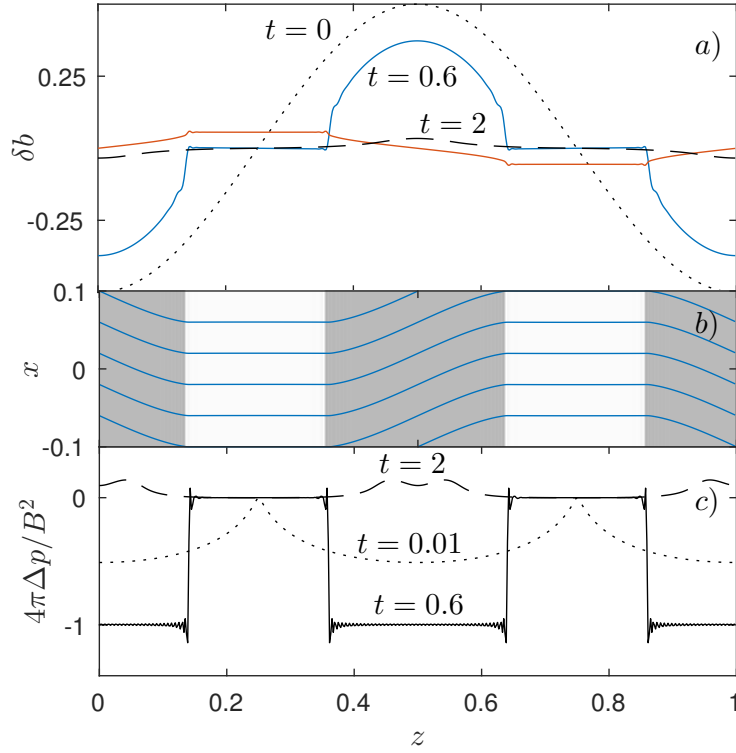 t = 0
a)
0.25
t = 0.6
t = 2
δb
-0.25
0.1
b)
x
0
-0.1
t = 2
c)
0
4πΔp/B²
t = 0.01
t = 0.6
-1
0 0.2 0.4 0.6 0.8 1
z